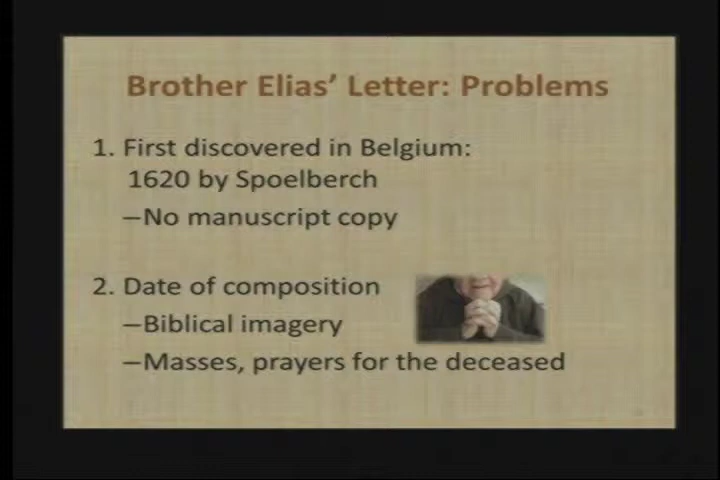 Brother Elias’ Letter: Problems
1. First discovered in Belgium:
1620 by Spoelberch
–No manuscript copy
2. Date of composition
–Biblical imagery
–Masses, prayers for the deceased